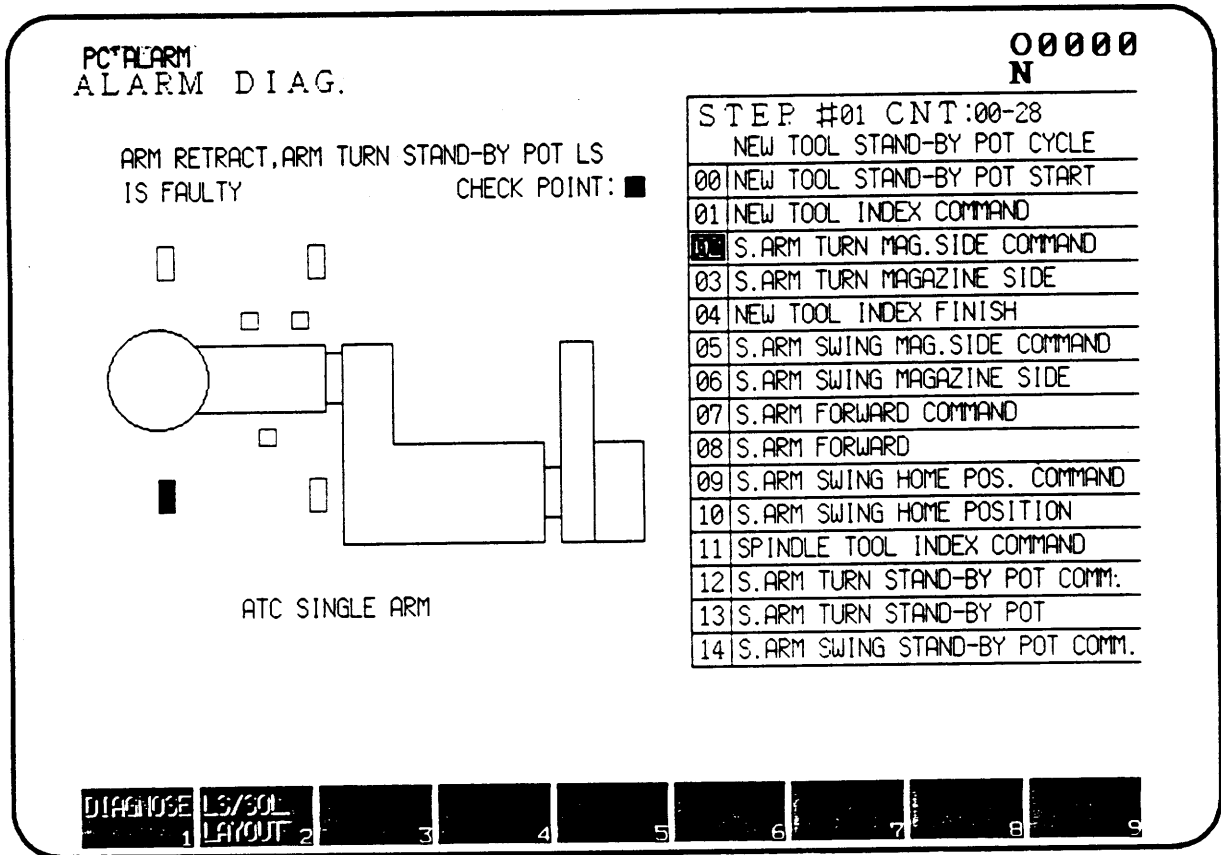 PC ALARM
ALARM DIAG.
O0000
N
ARM RETRACT,ARM TURN STAND-BY POT LS
IS FAULTY CHECK POINT:■
ATC SINGLE ARM
STEP #01 CNT:00-28
NEW TOOL STAND-BY POT CYCLE
00 NEW TOOL STAND-BY POT START
01 NEW TOOL INDEX COMMAND
S.ARM TURN MAG.SIDE COMMAND
03 S.ARM TURN MAGAZINE SIDE
04 NEW TOOL INDEX FINISH
05 S.ARM SWING MAG.SIDE COMMAND
06 S.ARM SWING MAGAZINE SIDE
07 S.ARM FORWARD COMMAND
08 S.ARM FORWARD
09 S.ARM SWING HOME POS. COMMAND
10 S.ARM SWING HOME POSITION
11 SPINDLE TOOL INDEX COMMAND
12 S.ARM TURN STAND-BY POT COMM.
13 S.ARM TURN STAND-BY POT
14 S.ARM SWING STAND-BY POT COMM.
DIAGNOSE 1
LS/SOL
LAYOUT 2
3
4
5
6
7
8
9